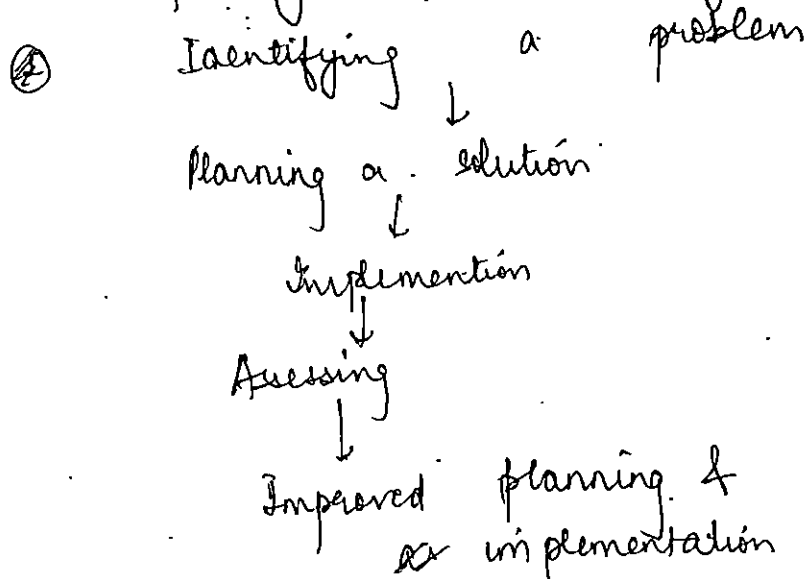 Identifying a problem
↓
Planning a solution
↓
Implemention
↓
Assessing
↓
Improved planning &
implementation